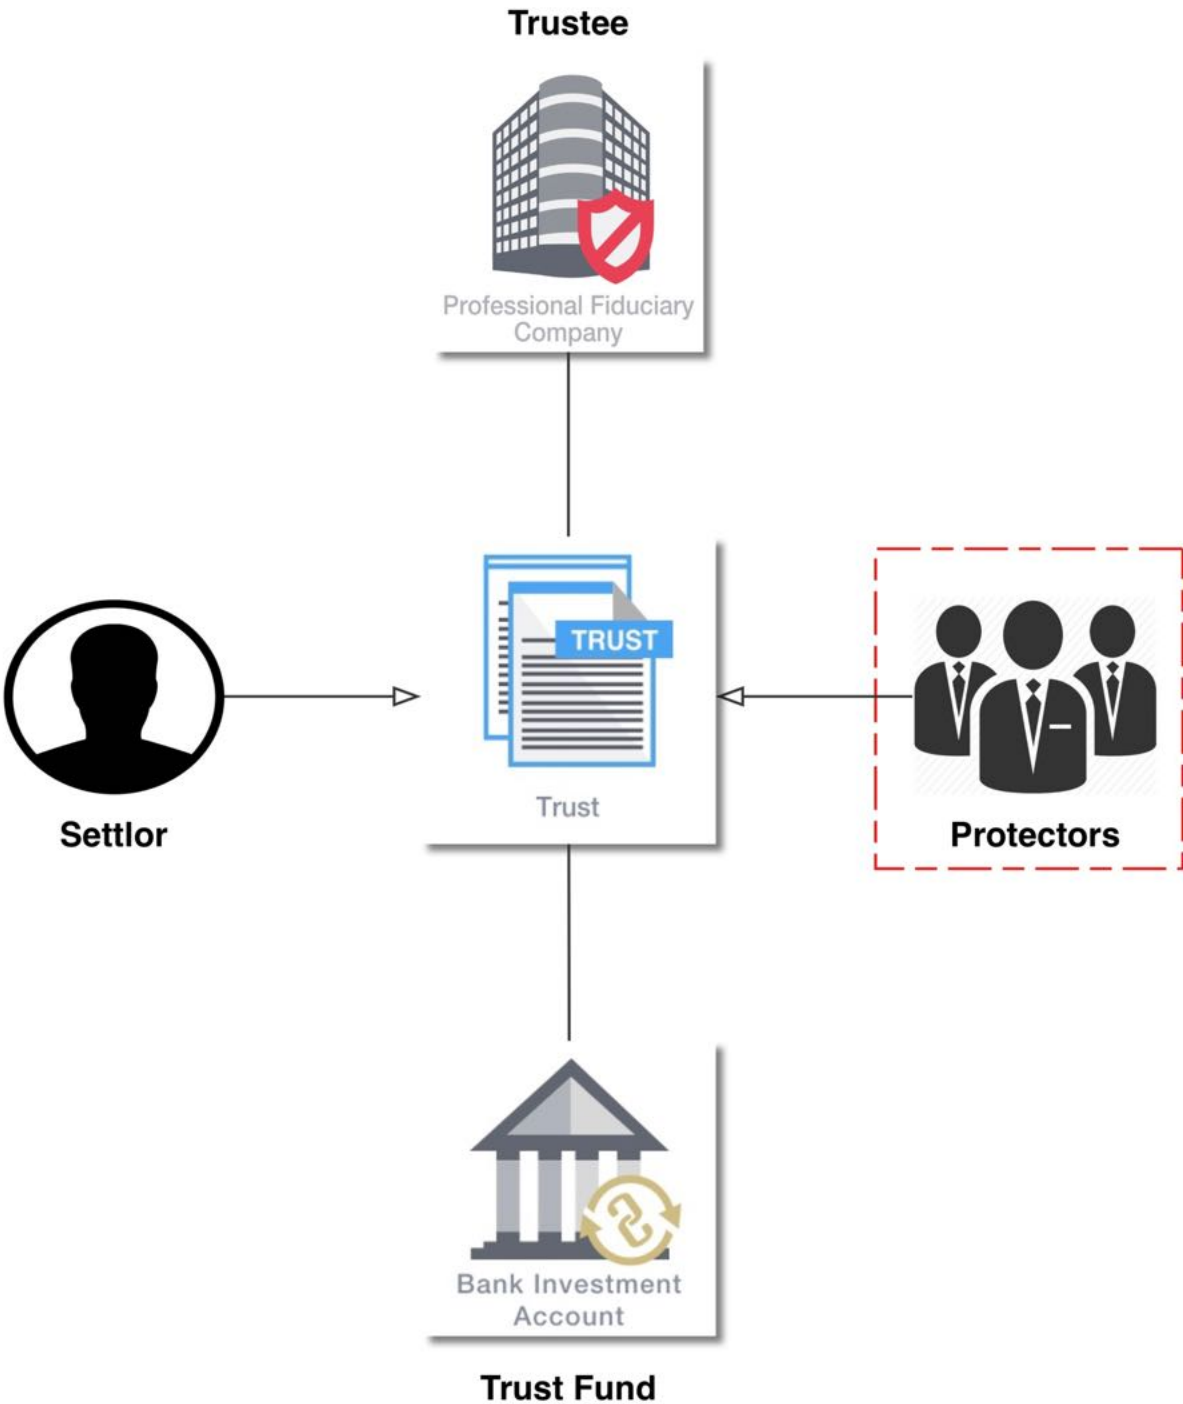 Trustee
Professional Fiduciary
Company
TRUST
Trust
Settlor
Protectors
Bank Investment
Account
Trust Fund